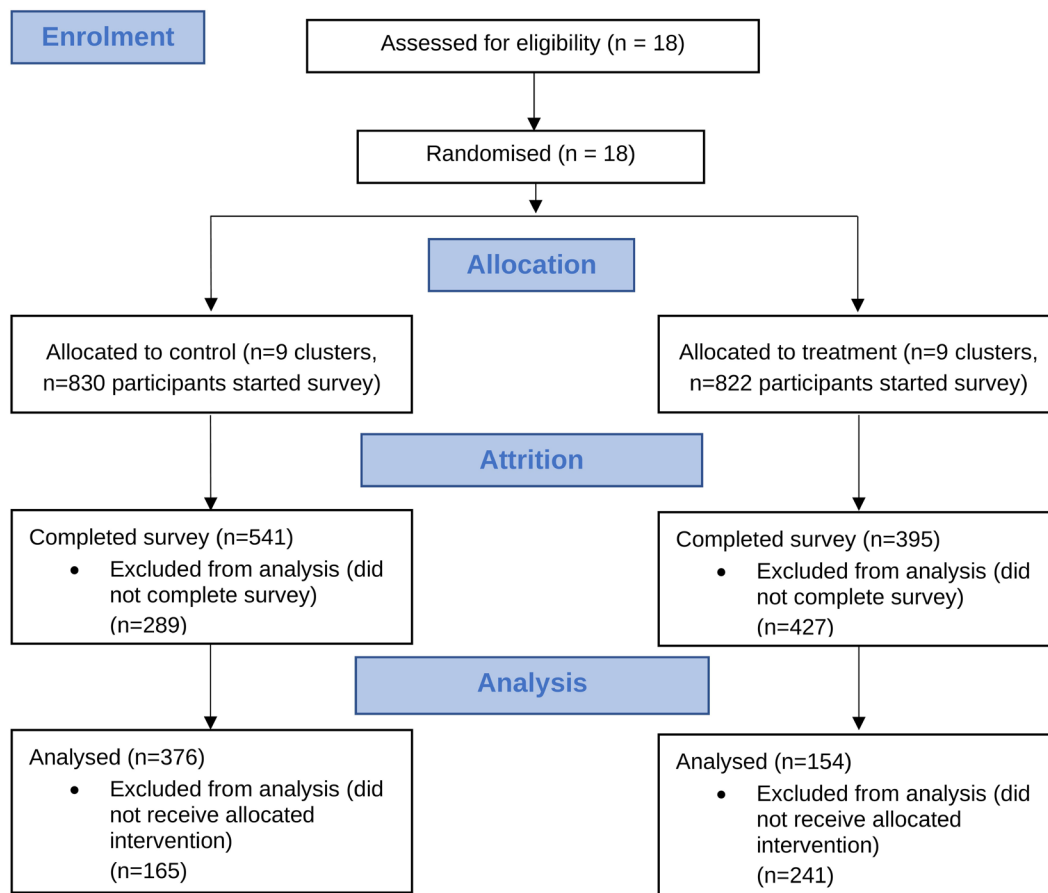 Enrolment
Assessed for eligibility (n = 18)
Randomised (n = 18)
Allocation
Allocated to control (n=9 clusters,
n=830 participants started survey)
Allocated to treatment (n=9 clusters,
n=822 participants started survey)
Attrition
Completed survey (n=541)
• Excluded from analysis (did
not complete survey)
(n=289)
Completed survey (n=395)
• Excluded from analysis (did
not complete survey)
(n=427)
Analysis
Analysed (n=376)
• Excluded from analysis (did
not receive allocated
intervention)
(n=165)
Analysed (n=154)
• Excluded from analysis (did
not receive allocated
intervention)
(n=241)